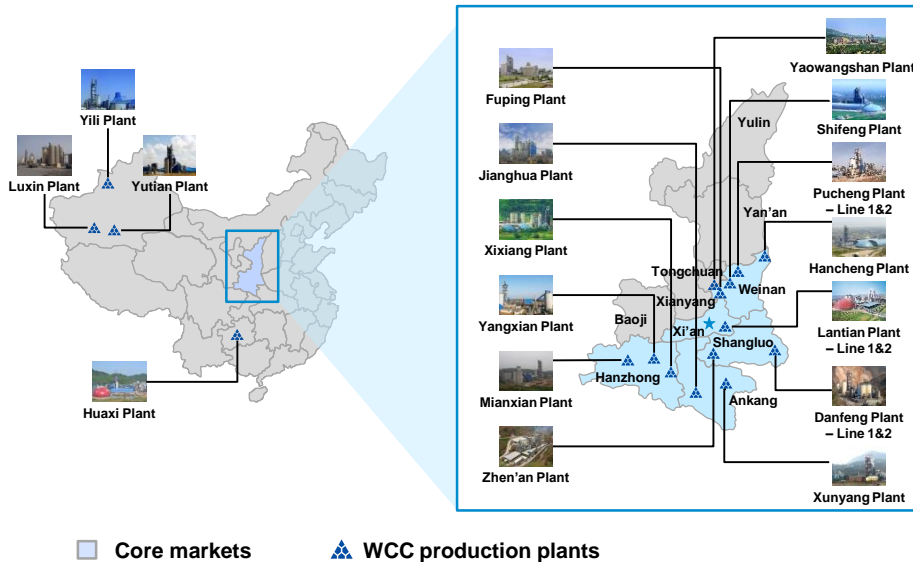 Yili Plant
Luxin Plant
Yutian Plant
Huaxi Plant
Fuping Plant
Jianghua Plant
Xixiang Plant
Yangxian Plant
Mianxian Plant
Zhen’an Plant
Yulin
Yan’an
Tongchuan
Weinan
Xianyang
Baoji
Xi’an
Shangluo
Hanzhong
Ankang
Yaowangshan Plant
Shifeng Plant
Pucheng Plant
– Line 1&2
Hancheng Plant
Lantian Plant
– Line 1&2
Danfeng Plant
– Line 1&2
Xunyang Plant
Core markets
WCC production plants